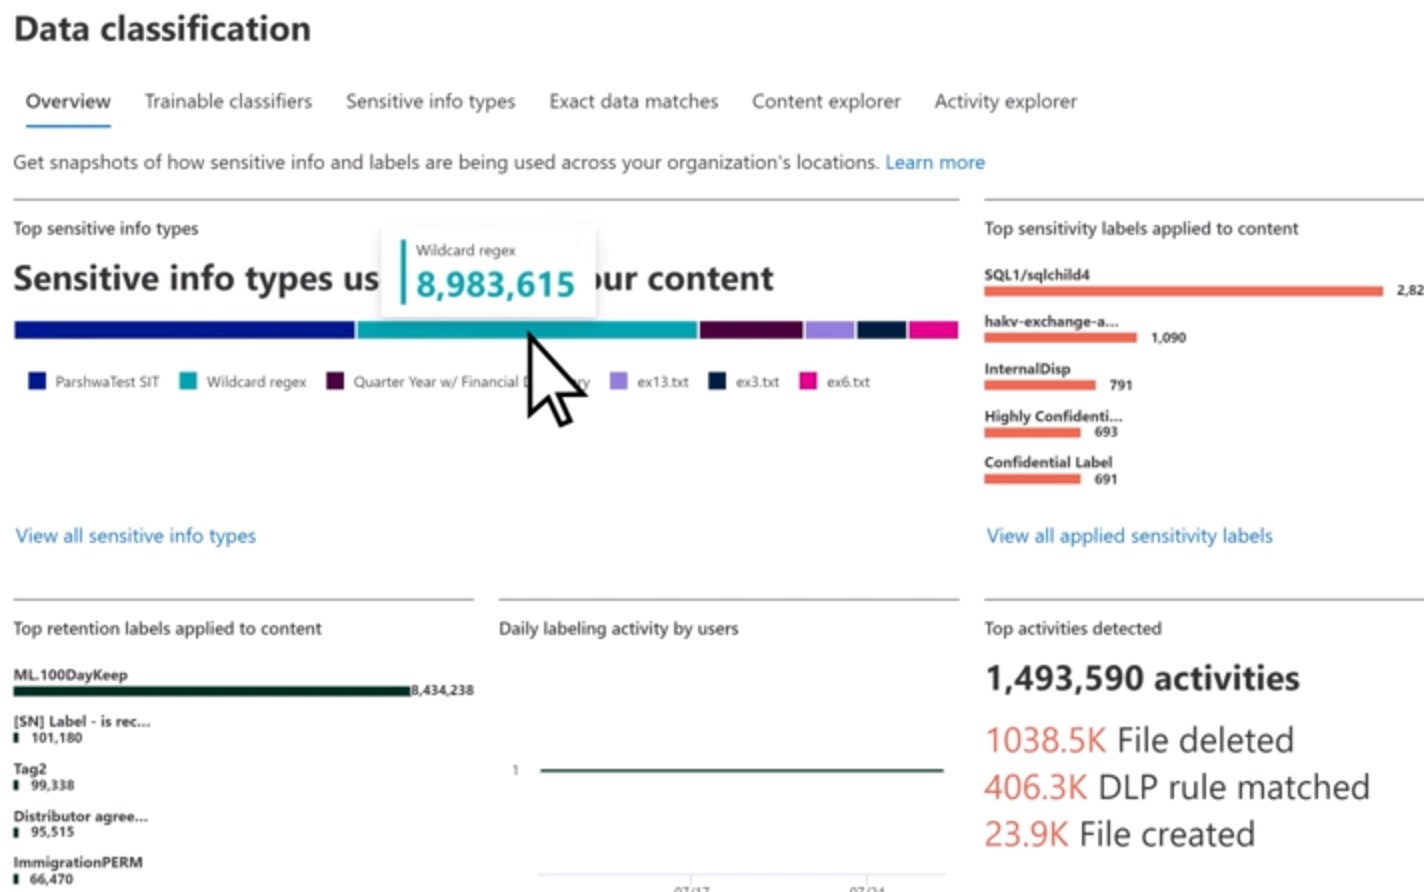 Data classification
Overview Trainable classifiers Sensitive info types Exact data matches Content explorer Activity explorer
Get snapshots of how sensitive info and labels are being used across your organization's locations. Learn more
Top sensitive info types
Wildcard regex
8,983,615
Sensitive info types us our content
ParshwaTest SIT Wildcard regex Quarter Year w/ Financial ex13.txt ex3.txt ex6.txt
View all sensitive info types
Top sensitivity labels applied to content
SQL1/sqlchild4
2,82
hakv-exchange-a...
1,090
InternalDisp
791
Highly Confidenti...
693
Confidential Label
691
View all applied sensitivity labels
Top retention labels applied to content
ML.100DayKeep
8,434,238
[SN] Label - is rec...
101,180
Tag2
99,338
Distributor agree...
95,515
ImmigrationPERM
66,470
Daily labeling activity by users
1
Top activities detected
1,493,590 activities
1038.5K File deleted
406.3K DLP rule matched
23.9K File created